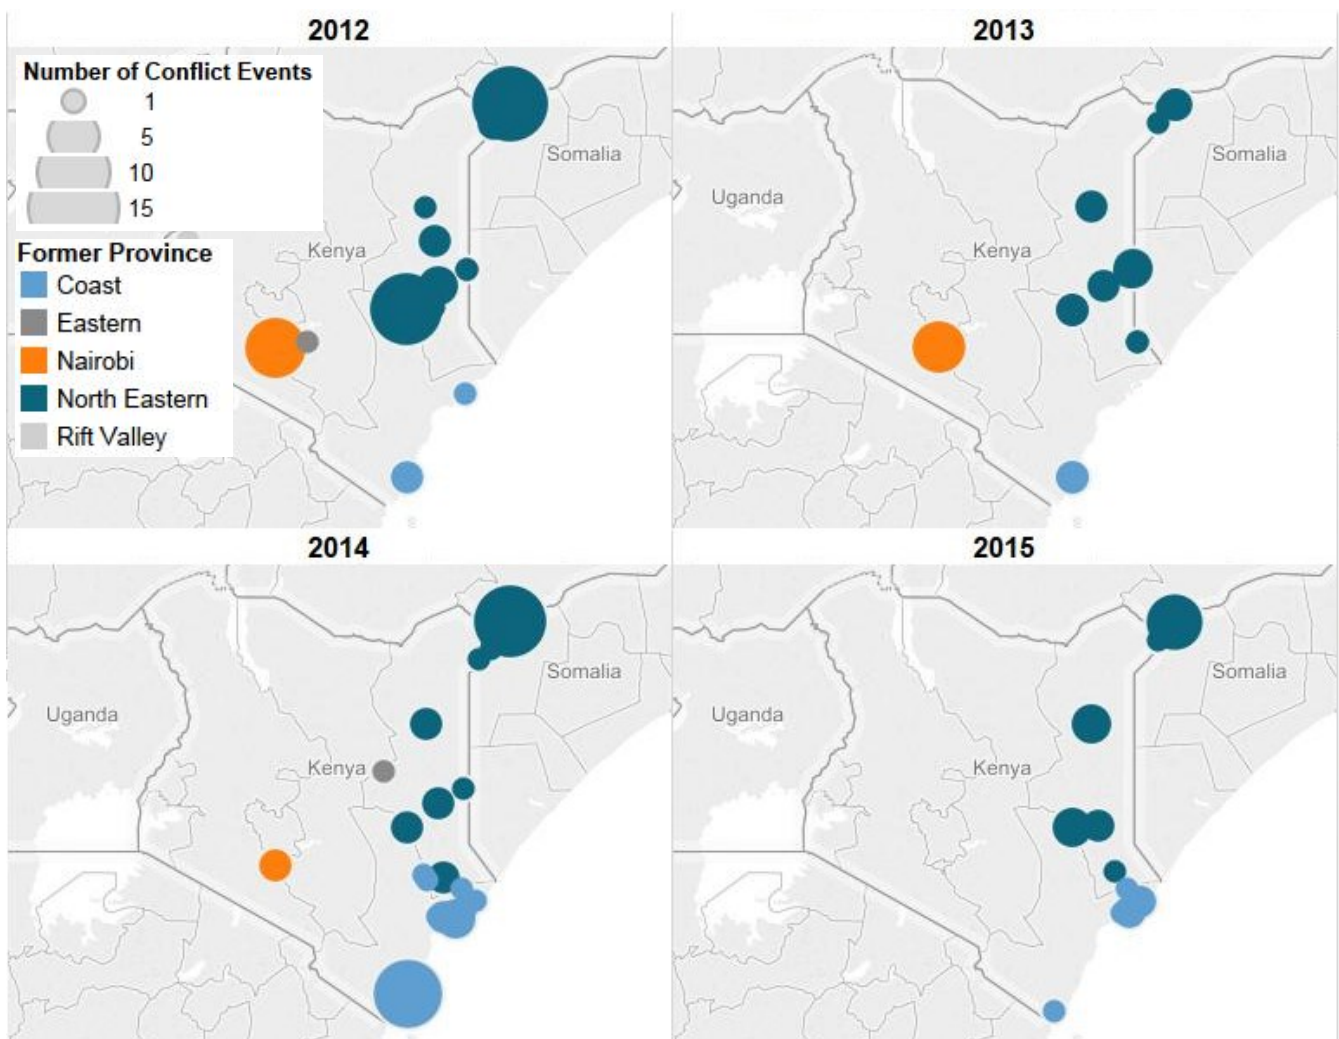 2012
2013
Number of Conflict Events
1
5
10
15
Former Province
Coast
Eastern
Nairobi
North Eastern
Rift Valley
Kenya
Somalia
Uganda
Kenya
Somalia
2014
2015
Uganda
Kenya
Somalia
Uganda
Kenya
Somalia